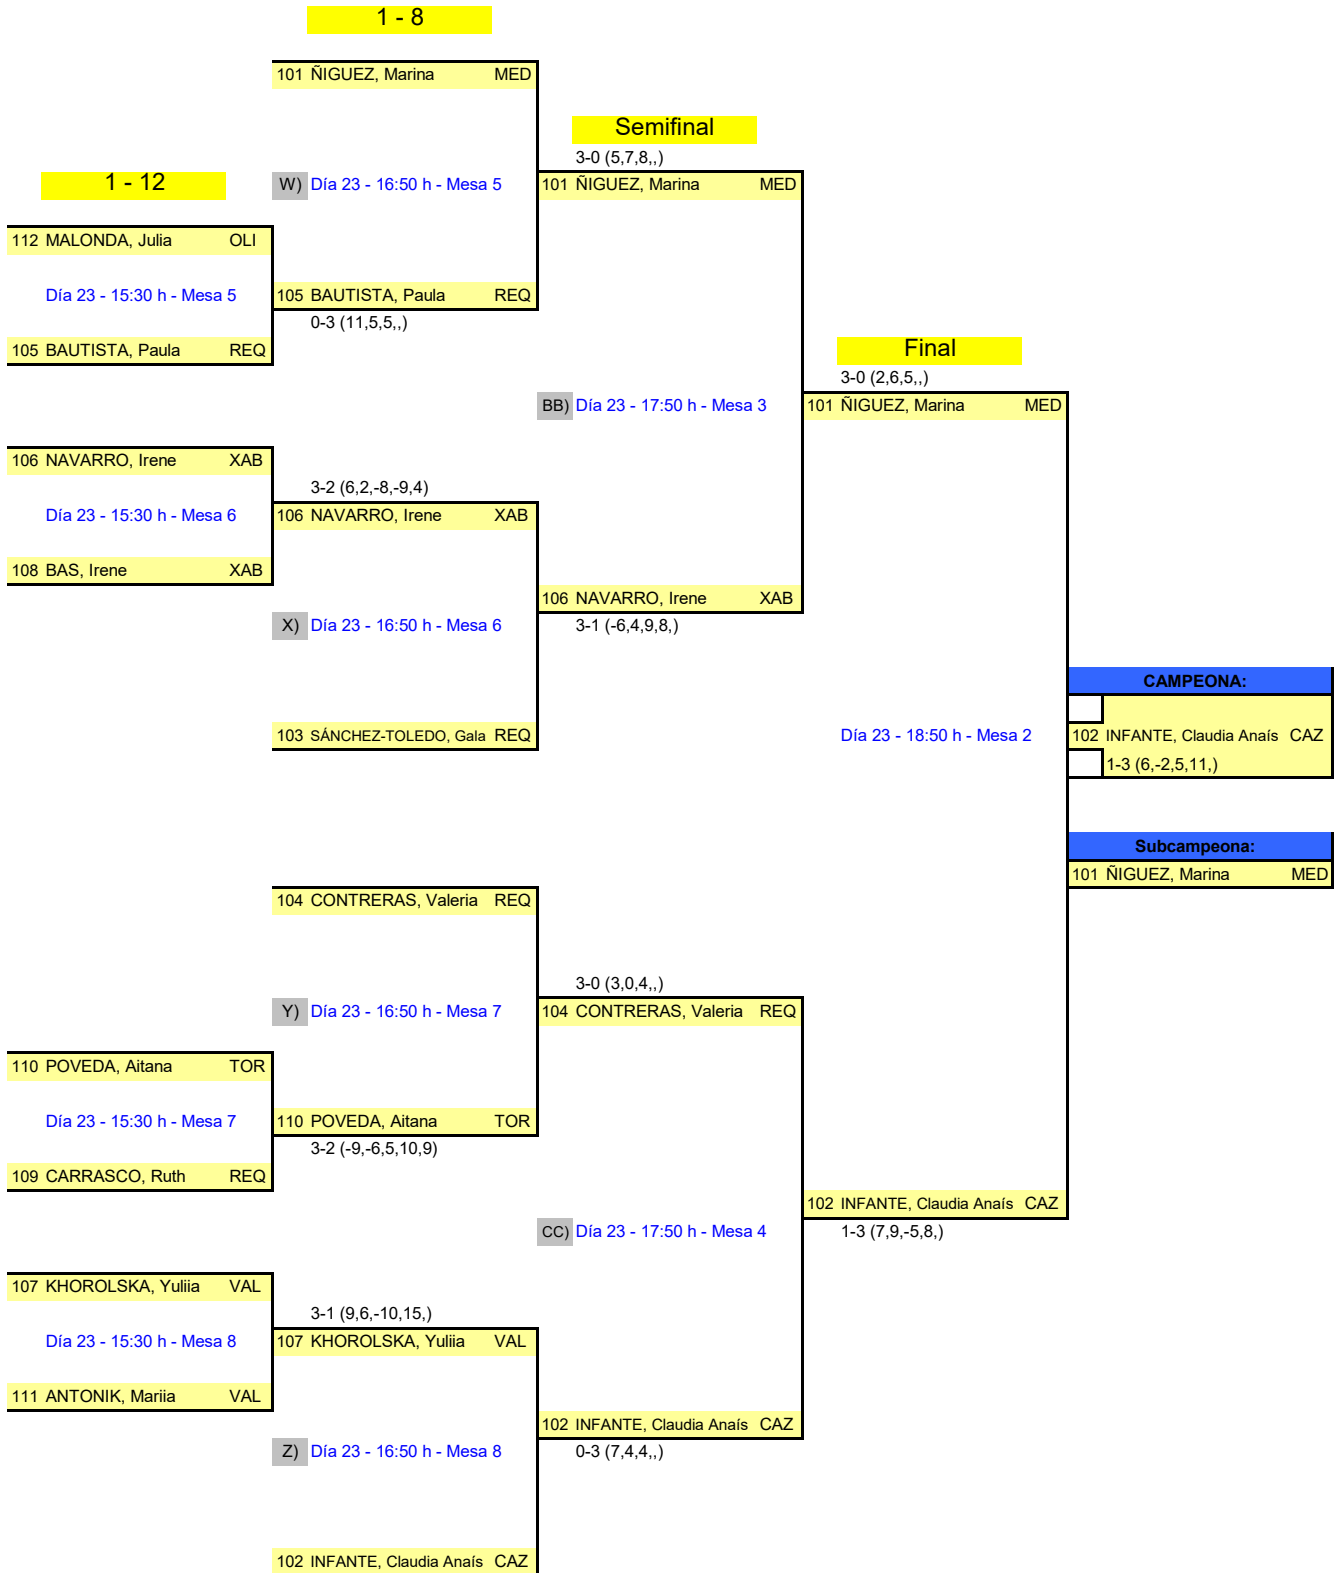 1 - 8
101 ÑIGUEZ, Marina MED
Semifinal
3-0 (5,7,8,,)
1 - 12
W) Día 23 - 16:50 h - Mesa 5
101 ÑIGUEZ, Marina MED
112 MALONDA, Julia OLI
Día 23 - 15:30 h - Mesa 5
105 BAUTISTA, Paula REQ
0-3 (11,5,5,,)
105 BAUTISTA, Paula REQ
Final
3-0 (2,6,5,,)
BB) Día 23 - 17:50 h - Mesa 3
101 ÑIGUEZ, Marina MED
106 NAVARRO, Irene XAB
3-2 (6,2,-8,-9,4)
Día 23 - 15:30 h - Mesa 6
106 NAVARRO, Irene XAB
108 BAS, Irene XAB
106 NAVARRO, Irene XAB
X) Día 23 - 16:50 h - Mesa 6
3-1 (-6,4,9,8,)
CAMPEONA:
103 SÁNCHEZ-TOLEDO, Gala REQ
Día 23 - 18:50 h - Mesa 2
102 INFANTE, Claudia Anaís CAZ
1-3 (6,-2,5,11,)
Subcampeona:
101 ÑIGUEZ, Marina MED
104 CONTRERAS, Valeria REQ
3-0 (3,0,4,,)
Y) Día 23 - 16:50 h - Mesa 7
104 CONTRERAS, Valeria REQ
110 POVEDA, Aitana TOR
Día 23 - 15:30 h - Mesa 7
110 POVEDA, Aitana TOR
3-2 (-9,-6,5,10,9)
109 CARRASCO, Ruth REQ
102 INFANTE, Claudia Anaís CAZ
CC) Día 23 - 17:50 h - Mesa 4
1-3 (7,9,-5,8,)
107 KHOROLSKA, Yuliia VAL
3-1 (9,6,-10,15,)
Día 23 - 15:30 h - Mesa 8
107 KHOROLSKA, Yuliia VAL
111 ANTONIK, Mariia VAL
102 INFANTE, Claudia Anaís CAZ
Z) Día 23 - 16:50 h - Mesa 8
0-3 (7,4,4,,)
102 INFANTE, Claudia Anaís CAZ